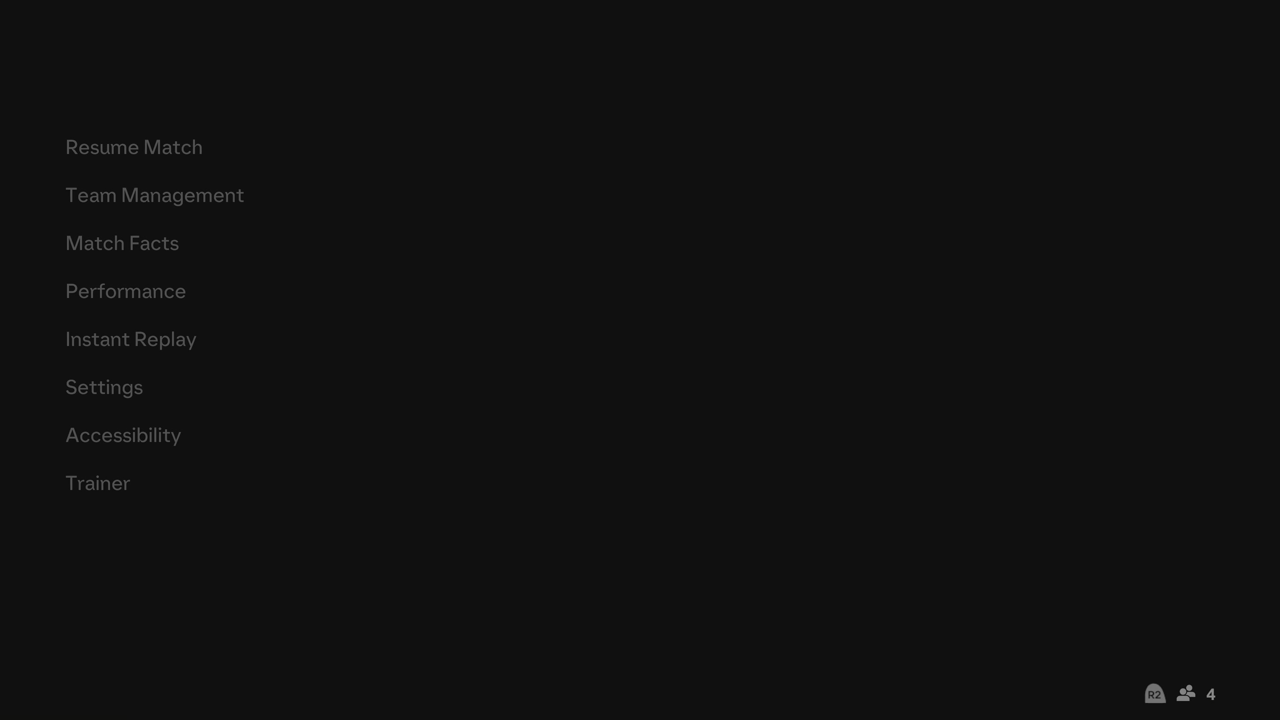 Resume Match
Team Management
Match Facts
Performance
Instant Replay
Settings
Accessibility
Trainer
R2 4